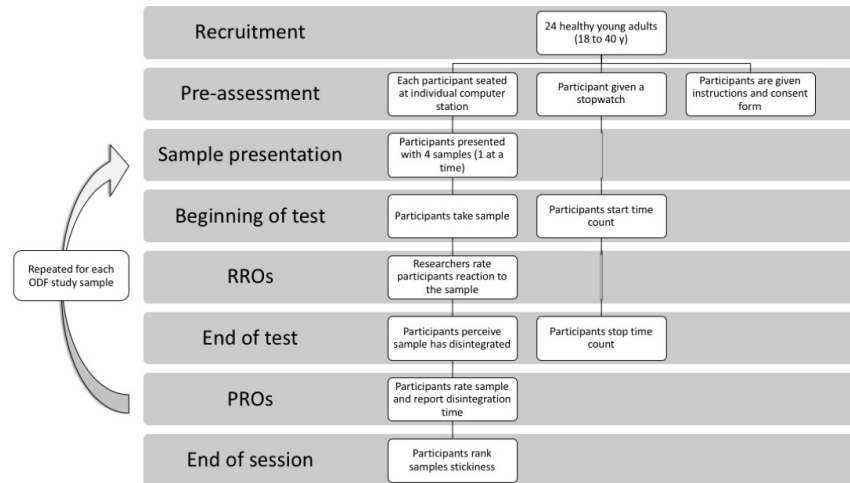 Recruitment
24 healthy young adults
(18 to 40 y)
Pre-assessment
Each participant seated
at individual computer
station
Participant given a
stopwatch
Participants are given
instructions and consent
form
Sample presentation
Participants presented
with 4 samples (1 at a
time)
Beginning of test
Participants take sample
Participants start time
count
Repeated for each
ODF study sample
RROs
Researchers rate
participants reaction to
the sample
End of test
Participants perceive
sample has disintegrated
Participants stop time
count
PROs
Participants rate sample
and report disintegration
time
End of session
Participants rank
samples stickiness